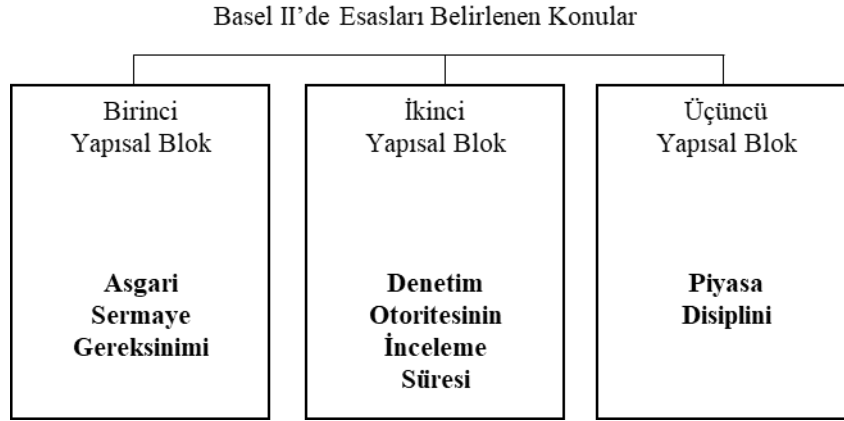 Basel II’de Esasları Belirlenen Konular
Birinci
Yapısal Blok
Asgari
Sermaye
Gereksinimi
İkinci
Yapısal Blok
Denetim
Otoritesinin
İnceleme
Süresi
Üçüncü
Yapısal Blok
Piyasa
Disiplini